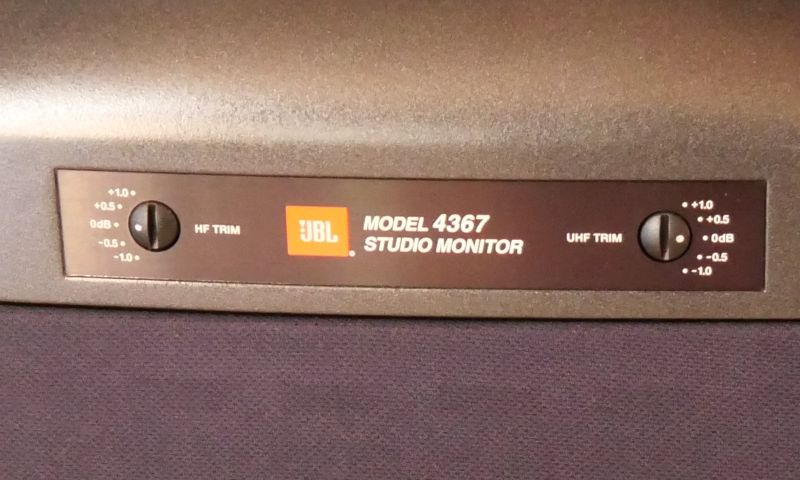 +1.0
+0.5
0dB
-0.5
-1.0
HF TRIM
JBL
®
MODEL 4367
STUDIO MONITOR
UHF TRIM
+1.0
+0.5
0dB
-0.5
-1.0